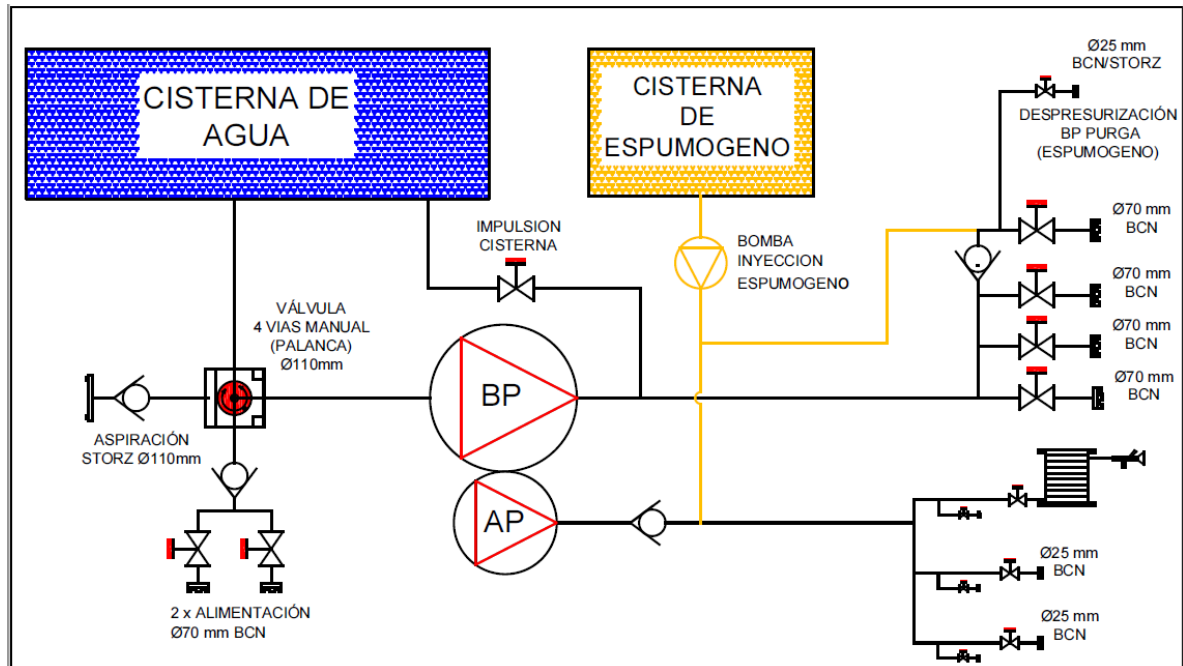 CISTERNA DE
AGUA
CISTERNA
DE
ESPUMOGENO
Ø25 mm
BCN/STORZ
DESPRESURIZACIÓN
BP PURGA
(ESPUMOGENO)
IMPULSION
CISTERNA
BOMBA
INYECCION
ESPUMOGENO
Ø70 mm
BCN
Ø70 mm
BCN
Ø70 mm
BCN
Ø70 mm
BCN
VÁLVULA
4 VIAS MANUAL
(PALANCA)
Ø110mm
BP
ASPIRACIÓN
STORZ Ø110mm
AP
2 x ALIMENTACIÓN
Ø70 mm BCN
Ø25 mm
BCN
Ø25 mm
BCN